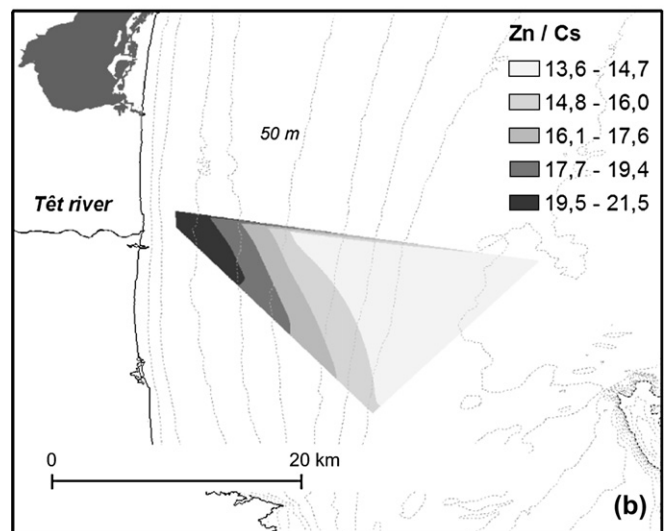 Zn / Cs
13,6 - 14,7
14,8 - 16,0
16,1 - 17,6
17,7 - 19,4
19,5 - 21,5
50 m
Têt river
0 20 km
(b)